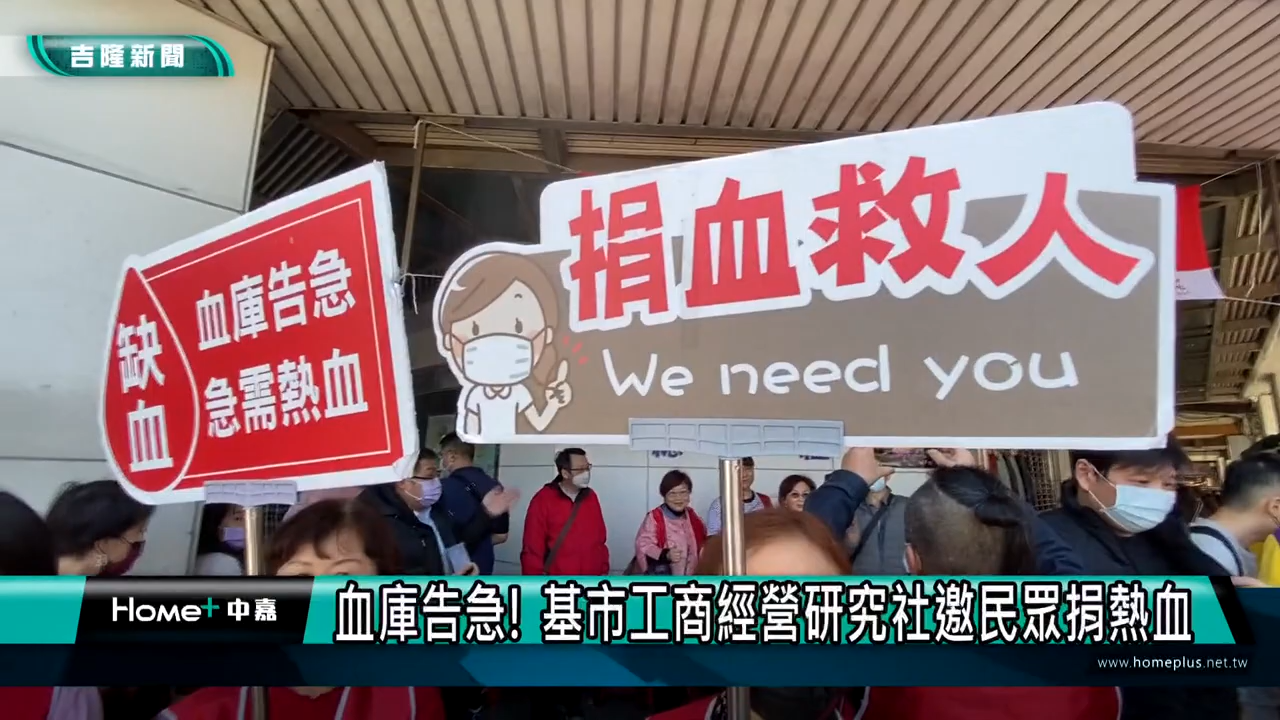 吉隆新聞
缺血
血庫告急
急需熱血
捐血救人
We need you
Home+ 中嘉
血庫告急! 基市工商經營研究社邀民眾捐熱血
www.homeplus.net.tw